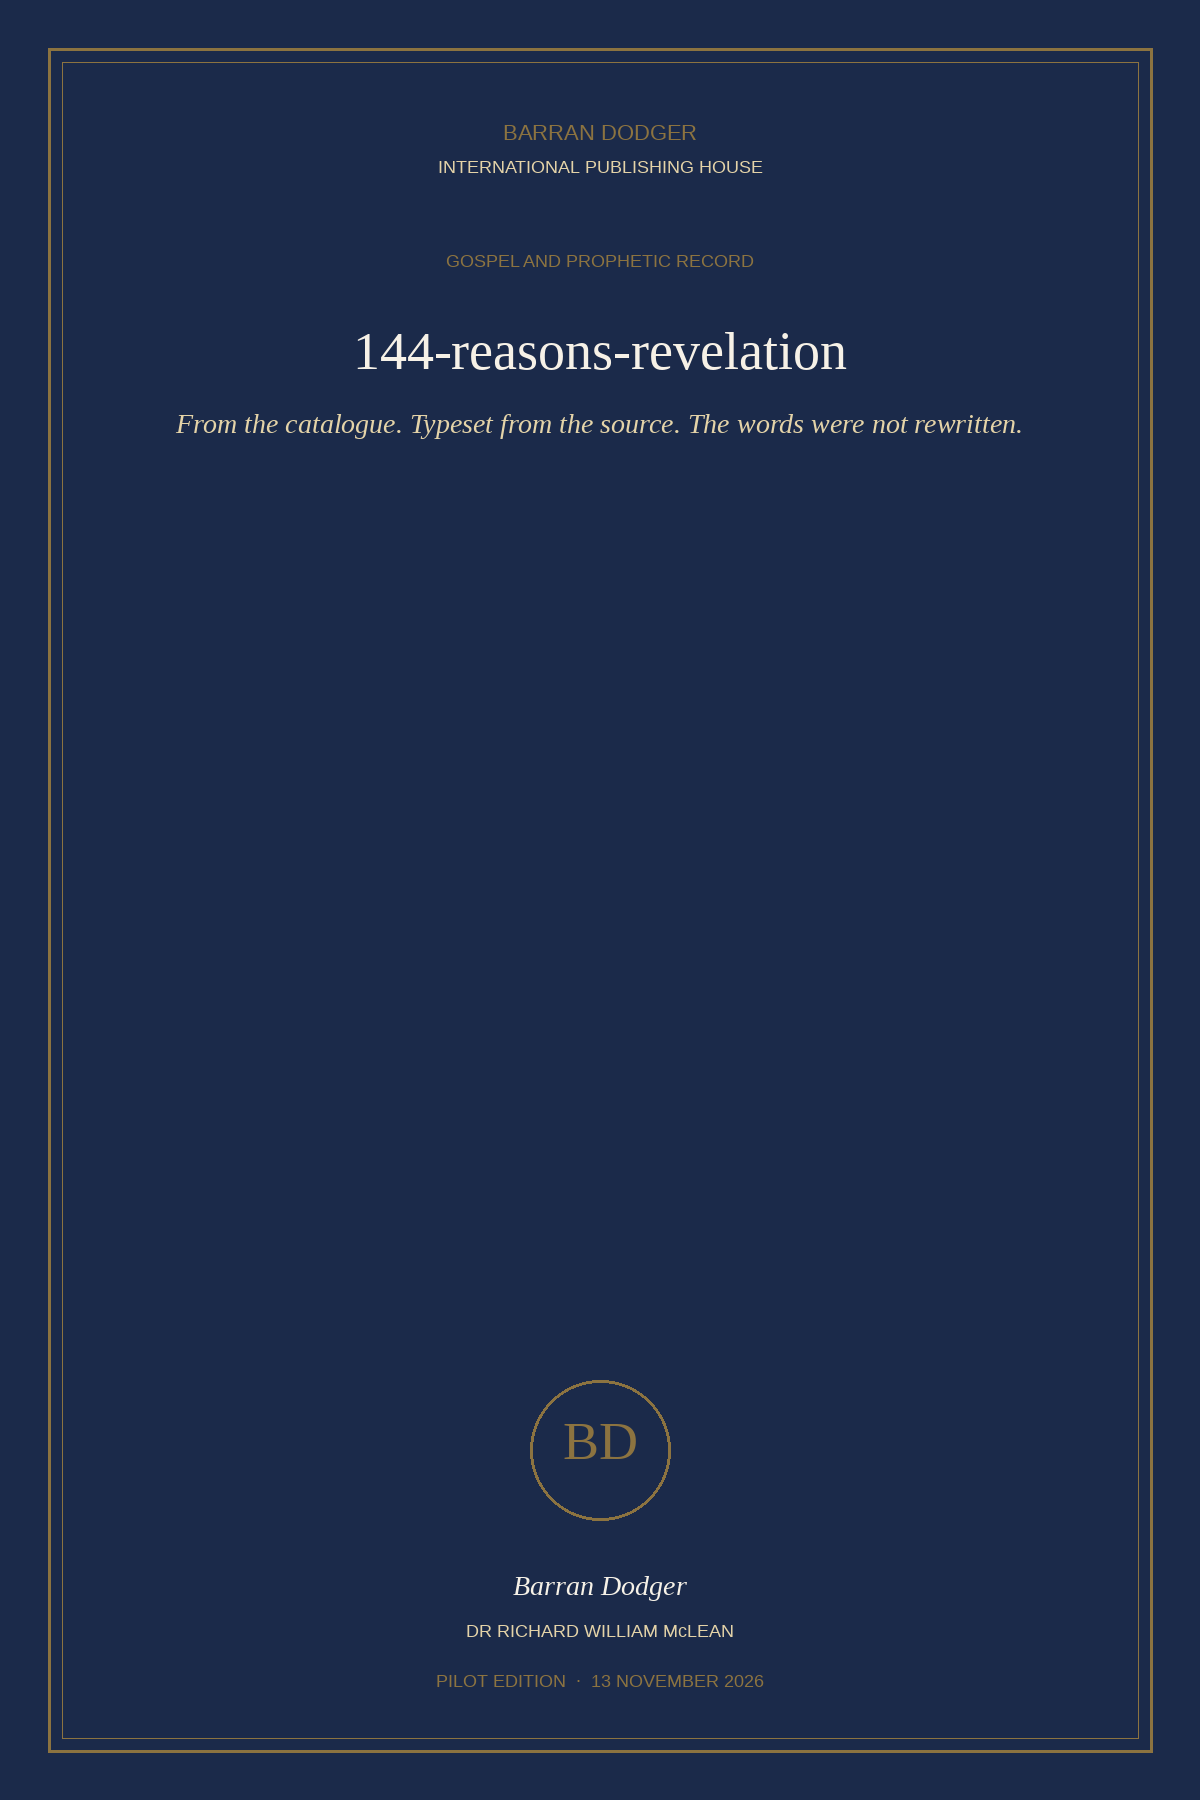 BARRAN DODGER
INTERNATIONAL PUBLISHING HOUSE
GOSPEL AND PROPHETIC RECORD
144-reasons-revelation
From the catalogue. Typeset from the source. The words were not rewritten.
BD
Barran Dodger
DR RICHARD WILLIAM McLEAN
PILOT EDITION · 13 NOVEMBER 2026